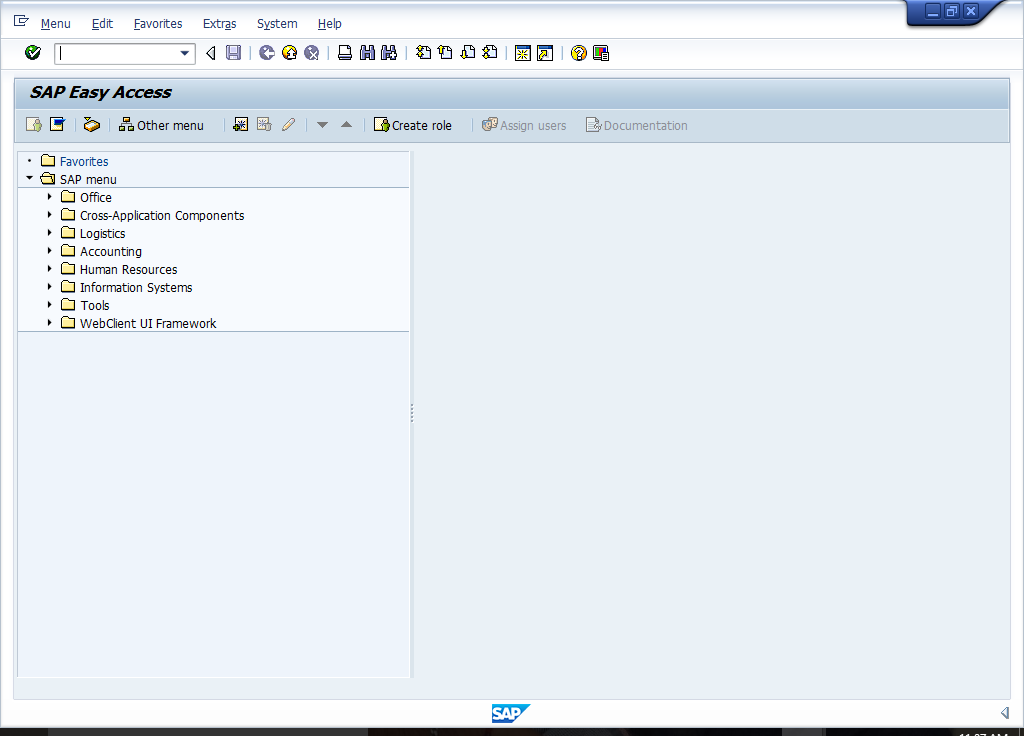 Menu Edit Favorites Extras System Help
SAP Easy Access
Other menu Create role Assign users Documentation
Favorites
SAP menu
Office
Cross-Application Components
Logistics
Accounting
Human Resources
Information Systems
Tools
WebClient UI Framework
SAP